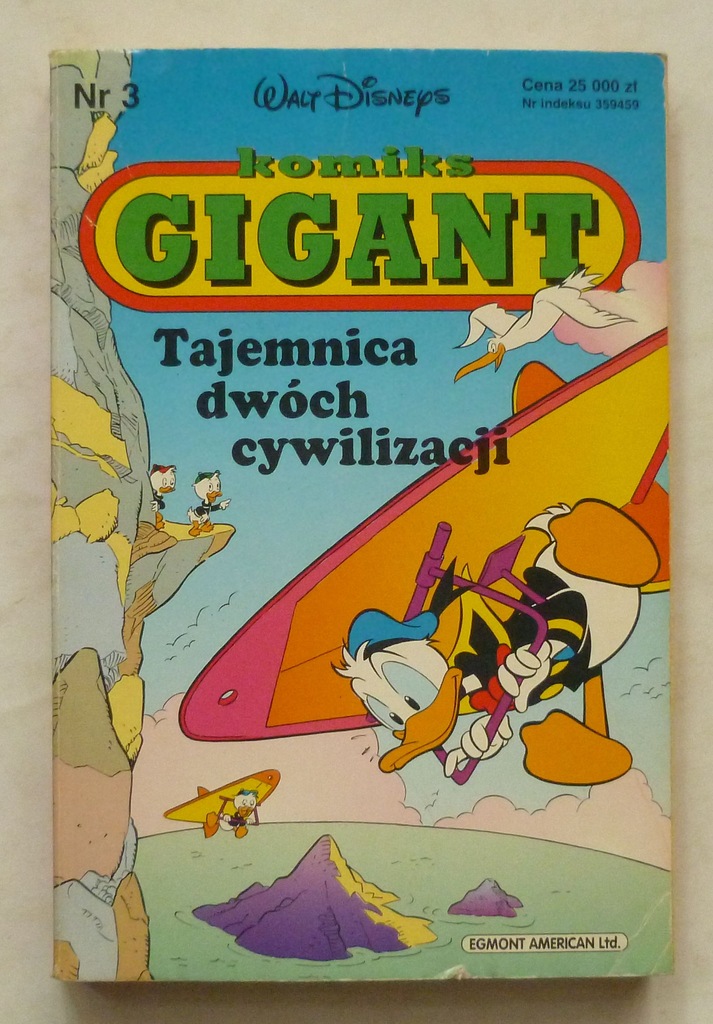 Nr 3
WALT DISNEYS
Cena 25 000 zł
Nr indeksu 359459
komiks
GIGANT
Tajemnica
dwóch
cywilizacji
EGMONT AMERICAN Ltd.